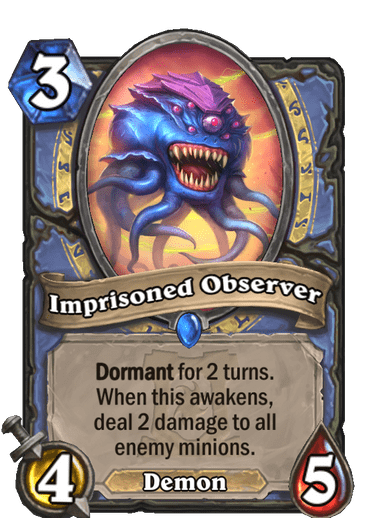 3
Imprisoned Observer
Dormant for 2 turns.
When this awakens,
deal 2 damage to all
enemy minions.
4
Demon
5